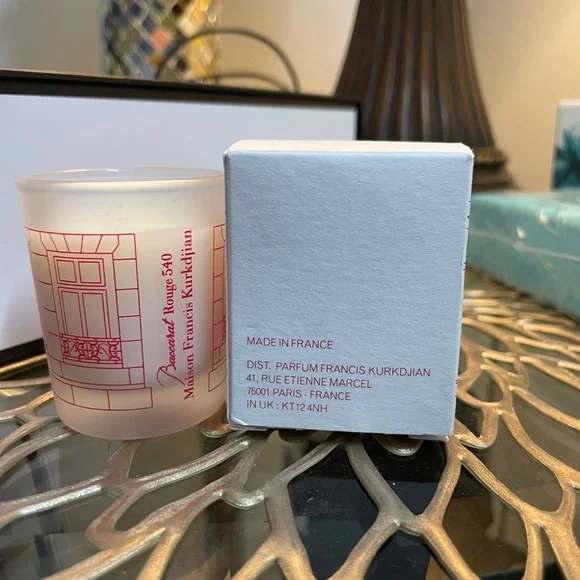 Baccarat Rouge 540
Maison Francis Kurkdjian
MADE IN FRANCE
DIST. PARFUM FRANCIS KURKDJIAN
41, RUE ETIENNE MARCEL
75001 PARIS - FRANCE
IN UK : KT12 4NH